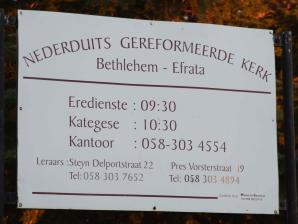 NEDERDUITS GEREFORMEERDE KERK
Bethlehem - Efrata
Eredienste : 09:30
Kategese : 10:30
Kantoor : 058-303 4554
Leraars :Steyn Delportstraat 22 Pres Vorsterstraat 19
Tel: 058 303 7652 Tel: 058 303 4894